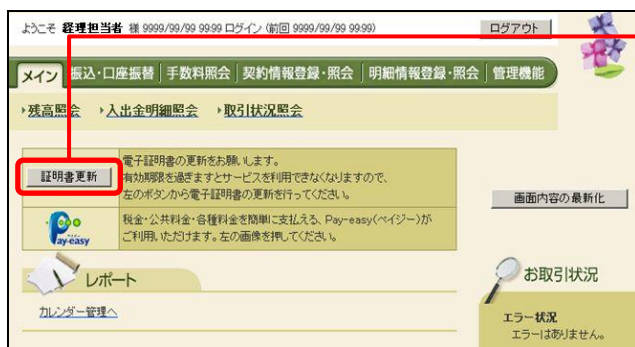 ようこそ 経理担当者 様 9999/99/99 99:99 ログイン (前回 9999/99/99 99:99)
ログアウト
メイン 振込・口座振替 手数料照会 契約情報登録・照会 明細情報登録・照会 管理機能
残高照会 入出金明細照会 取引状況照会
証明書更新
電子証明書の更新をお願いします。
有効期限を過ぎますとサービスを利用できなくなりますので、
左のボタンから電子証明書の更新を行ってください。
画面内容の最新化
Pay-easy
税金・公共料金・各種料金を簡単に支払える、Pay-easy(ペイジー)が
ご利用いただけます。左の画像を押してください。
レポート
カレンダー管理へ
お取引状況
エラー状況
エラーはありません。